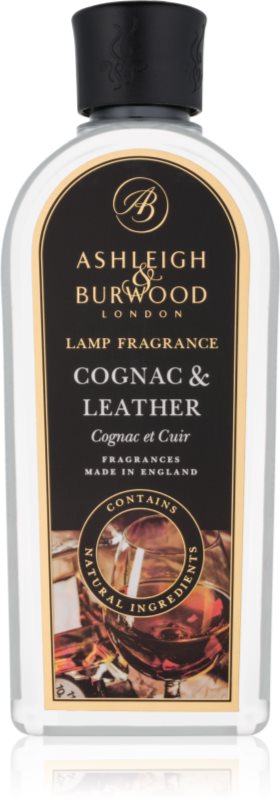 AB
ASHLEIGH
&
BURWOOD
LONDON
LAMP FRAGRANCE
COGNAC &
LEATHER
Cognac et Cuir
FRAGRANCES
MADE IN ENGLAND
CONTAINS
NATURAL INGREDIENTS